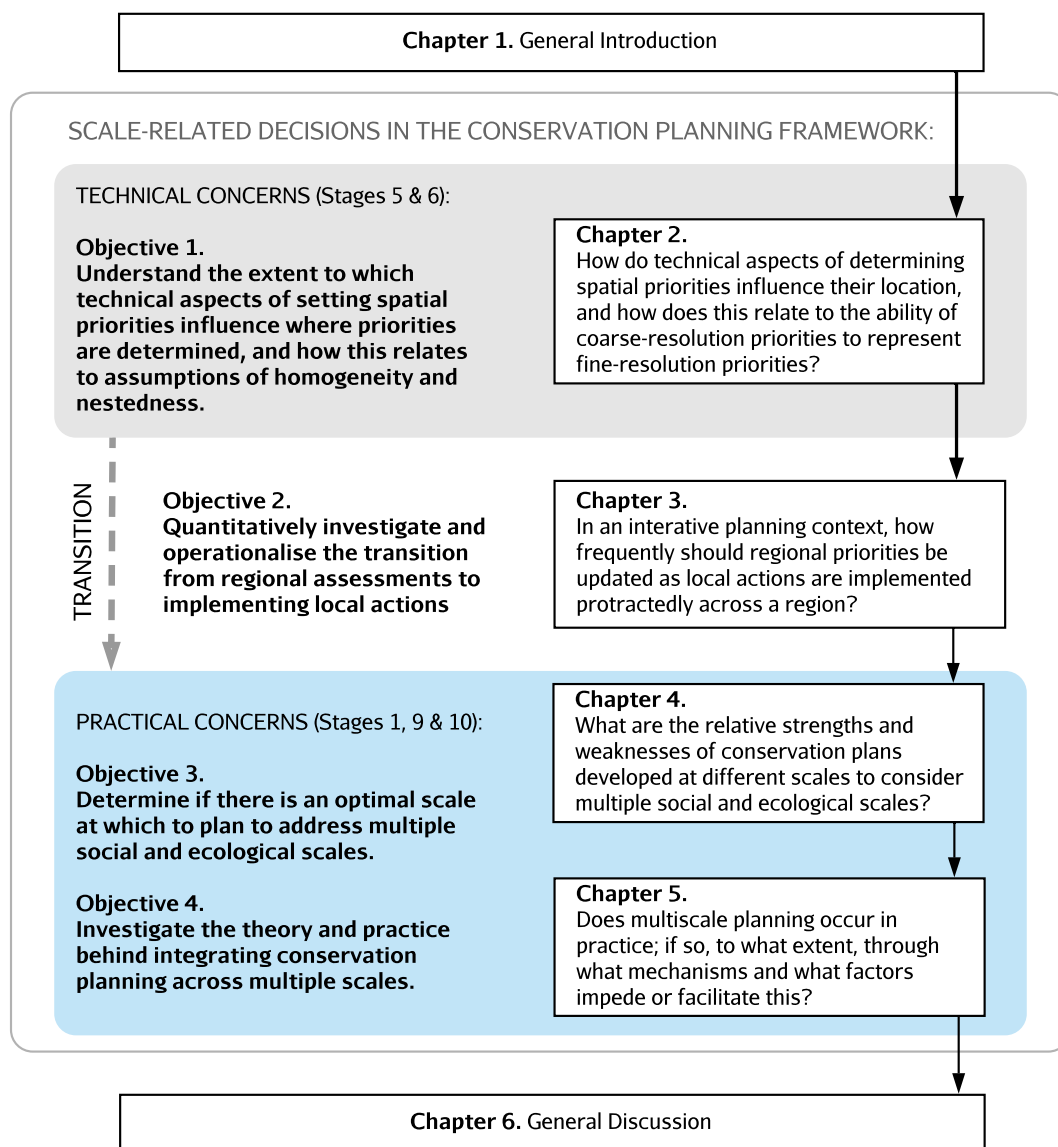 Chapter 1. General Introduction
SCALE-RELATED DECISIONS IN THE CONSERVATION PLANNING FRAMEWORK:
TECHNICAL CONCERNS (Stages 5 & 6):
Objective 1.
Understand the extent to which
technical aspects of setting spatial
priorities influence where priorities
are determined, and how this relates
to assumptions of homogeneity and
nestedness.
Chapter 2.
How do technical aspects of determining
spatial priorities influence their location,
and how does this relate to the ability of
coarse-resolution priorities to represent
fine-resolution priorities?
TRANSITION
Objective 2.
Quantitatively investigate and
operationalise the transition
from regional assessments to
implementing local actions
Chapter 3.
In an interative planning context, how
frequently should regional priorities be
updated as local actions are implemented
protractedly across a region?
PRACTICAL CONCERNS (Stages 1, 9 & 10):
Objective 3.
Determine if there is an optimal scale
at which to plan to address multiple
social and ecological scales.
Chapter 4.
What are the relative strengths and
weaknesses of conservation plans
developed at different scales to consider
multiple social and ecological scales?
Objective 4.
Investigate the theory and practice
behind integrating conservation
planning across multiple scales.
Chapter 5.
Does multiscale planning occur in
practice; if so, to what extent, through
what mechanisms and what factors
impede or facilitate this?
Chapter 6. General Discussion